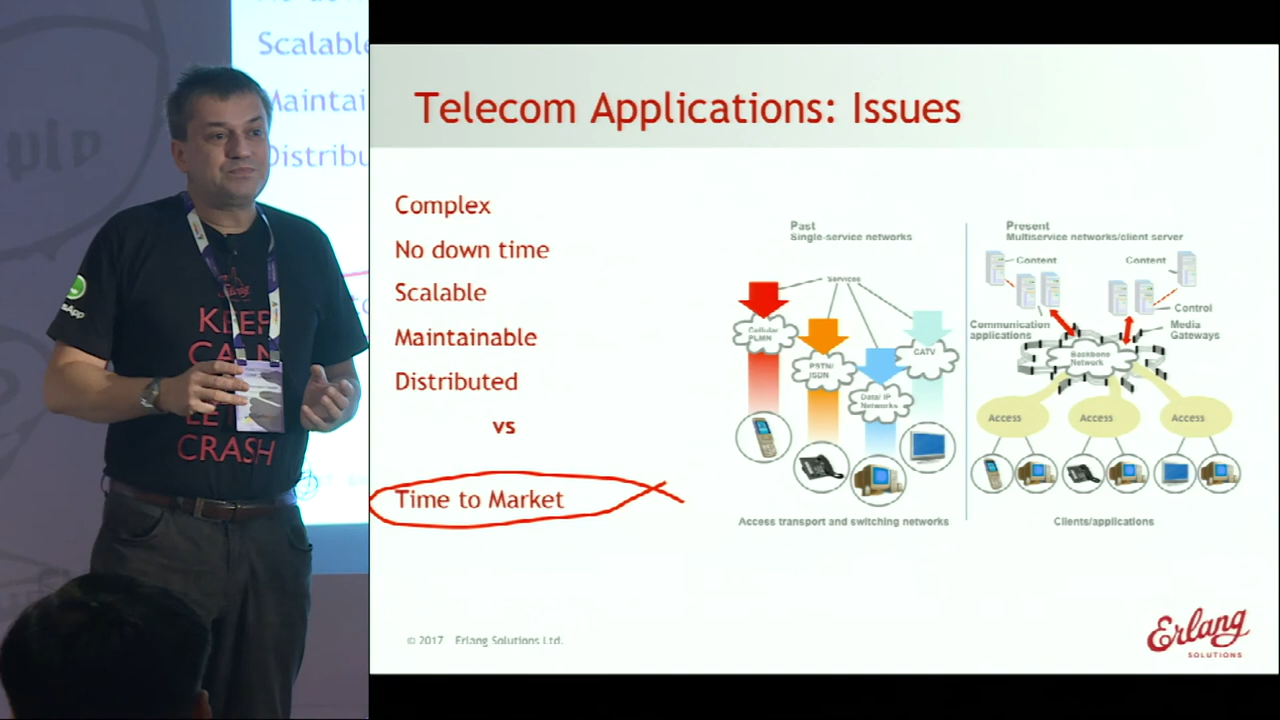 Scalable
Maintai
Distribu
plp
KEEP
CALM
LET
CRASH
Telecom Applications: Issues
Complex
No down time
Scalable
Maintainable
Distributed
vs
Time to Market
Past
Single-service networks
Services
Cellular
PLMN
PSTN/
ISDN
Data/ IP
Networks
CATV
Access transport and switching networks
Present
Multiservice networks/client server
Content
Content
Control
Communication
applications
Media
Gateways
Backbone
Network
Access
Access
Access
Clients/applications
© 2017 Erlang Solutions Ltd.
Erlang
SOLUTIONS